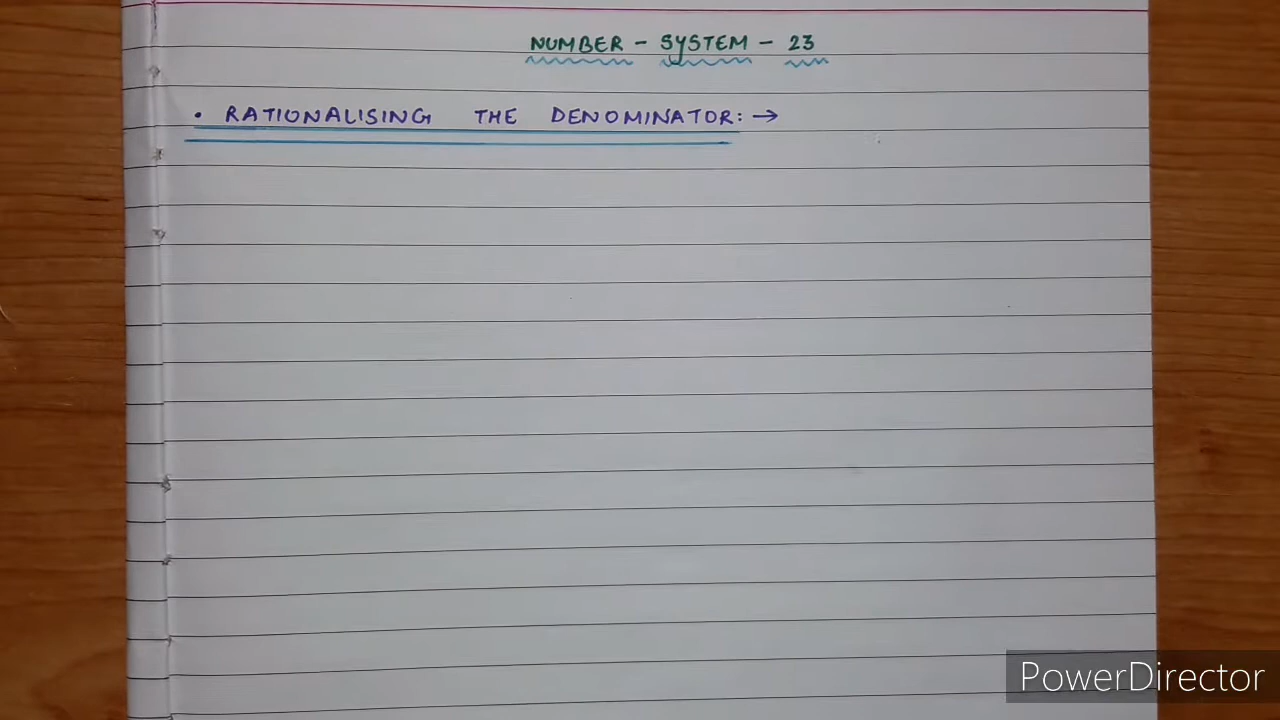 NUMBER - SYSTEM - 23
• RATIONALISING THE DENOMINATOR: →
PowerDirector